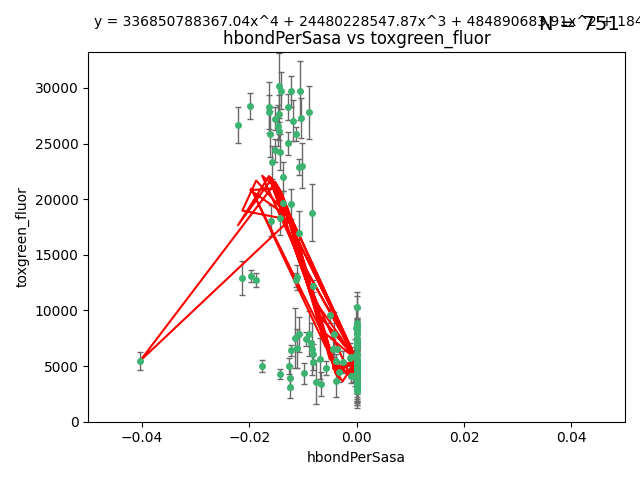 y = 336850788367.04x^4 + 24480228547.87x^3 + 484890683.91x^2 +
N = 751
hbondPerSasa vs toxgreen_fluor
30000
25000
20000
15000
10000
5000
0
toxgreen_fluor
−0.04 −0.02 0.00 0.02 0.04
hbondPerSasa